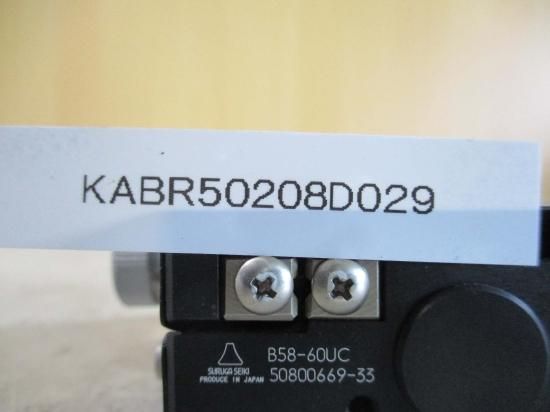 KABR50208D029
B58-60UC
SURUGA SEIKI
PRODUCE IN JAPAN
50800669-33